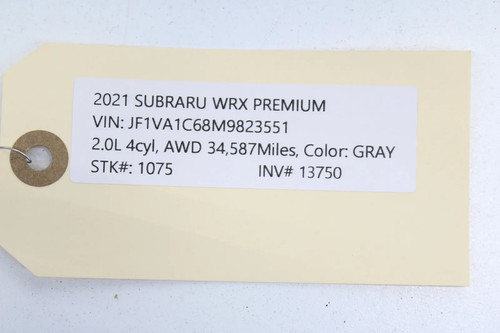 2021 SUBRARU WRX PREMIUM
VIN: JF1VA1C68M9823551
2.0L 4cyl, AWD 34,587Miles, Color: GRAY
STK#: 1075 INV# 13750